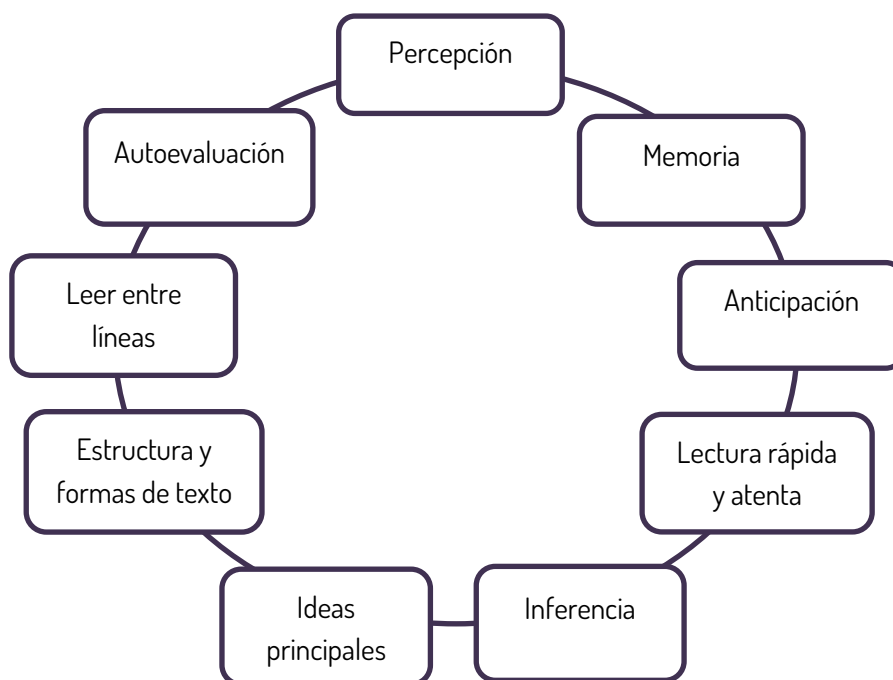 Percepción
Memoria
Anticipación
Lectura rápida
y atenta
Inferencia
Ideas
principales
Estructura y
formas de texto
Leer entre
líneas
Autoevaluación